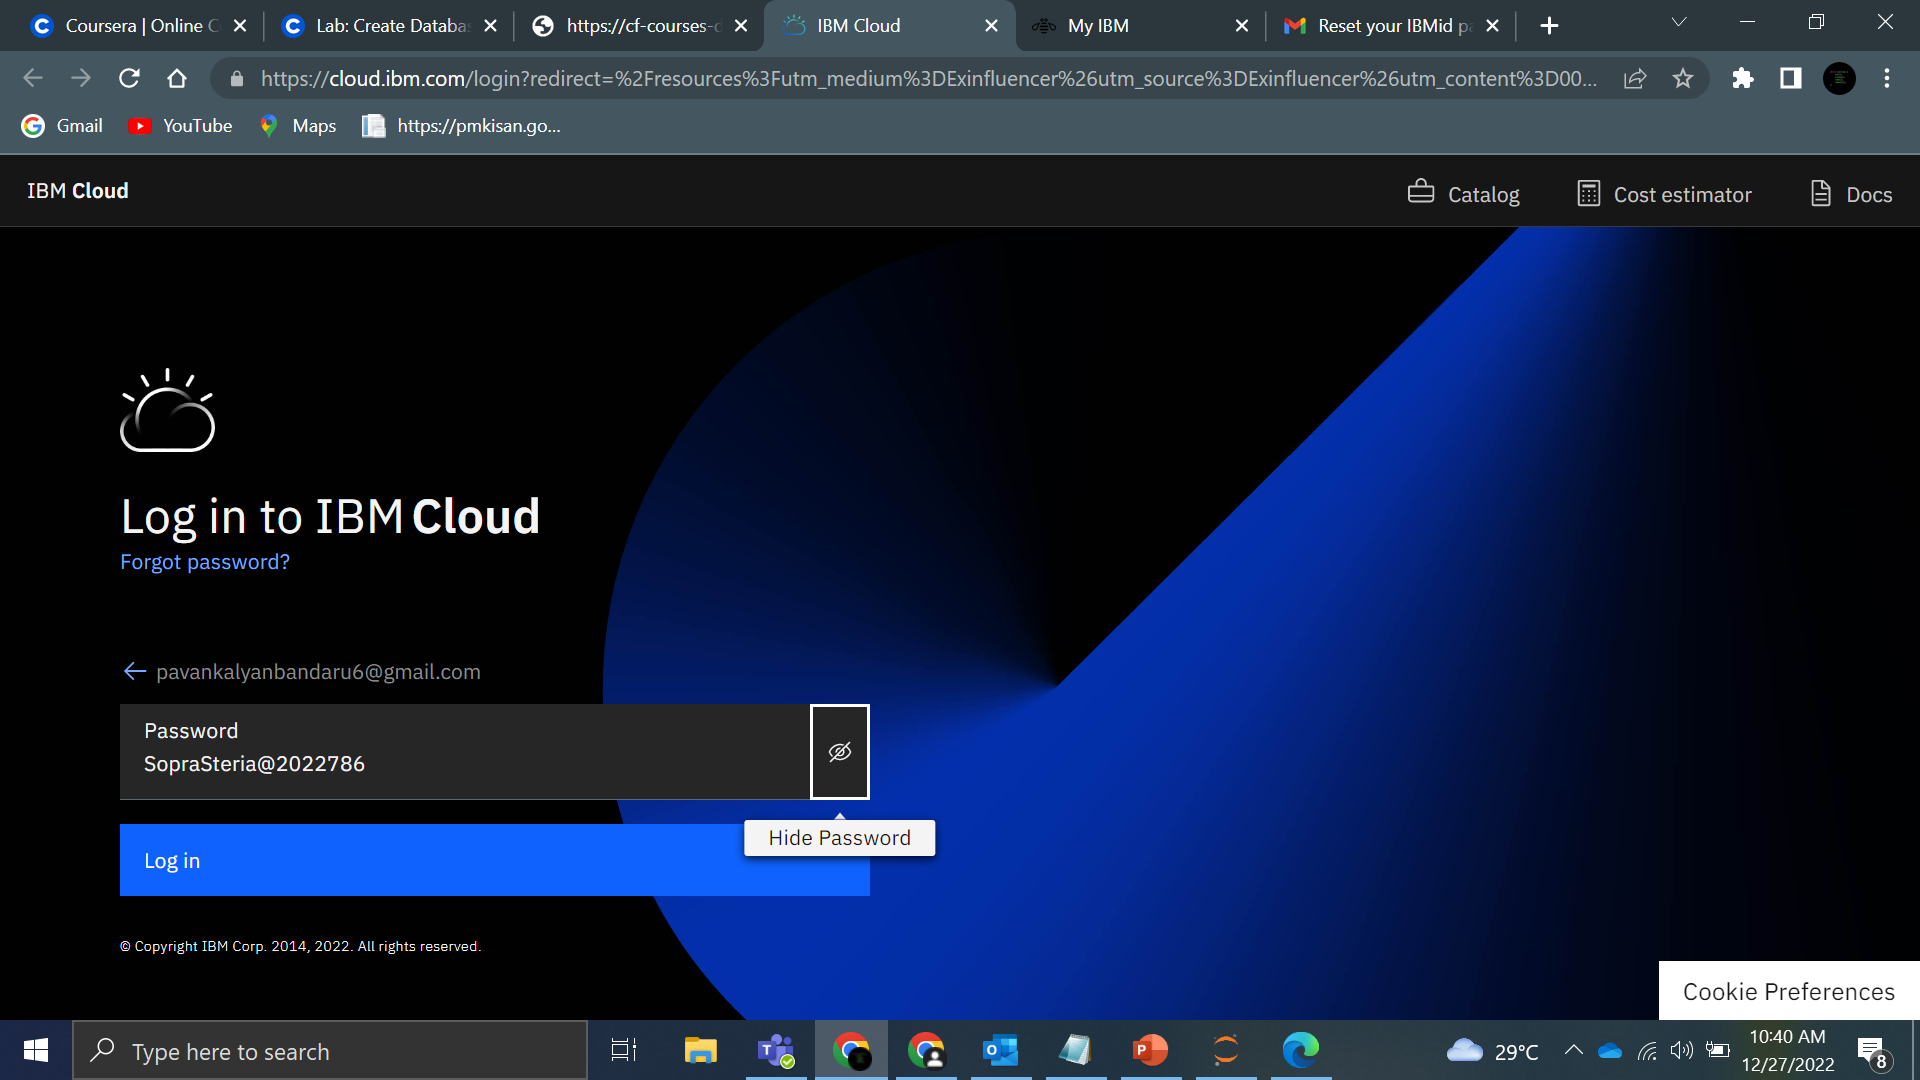 Coursera | Online C
Lab: Create Databas
https://cf-courses-d
IBM Cloud
My IBM
Reset your IBMid pa
https://cloud.ibm.com/login?redirect=%2Fresources%3Futm_medium%3DExinfluencer%26utm_source%3DExinfluencer%26utm_content%3D00...
Gmail
YouTube
Maps
https://pmkisan.go...
IBM Cloud
Catalog
Cost estimator
Docs
Log in to IBM Cloud
Forgot password?
pavankalyanbandaru6@gmail.com
Password
SopraSteria@2022786
Hide Password
Log in
© Copyright IBM Corp. 2014, 2022. All rights reserved.
Cookie Preferences
Type here to search
29°C
10:40 AM
12/27/2022
8